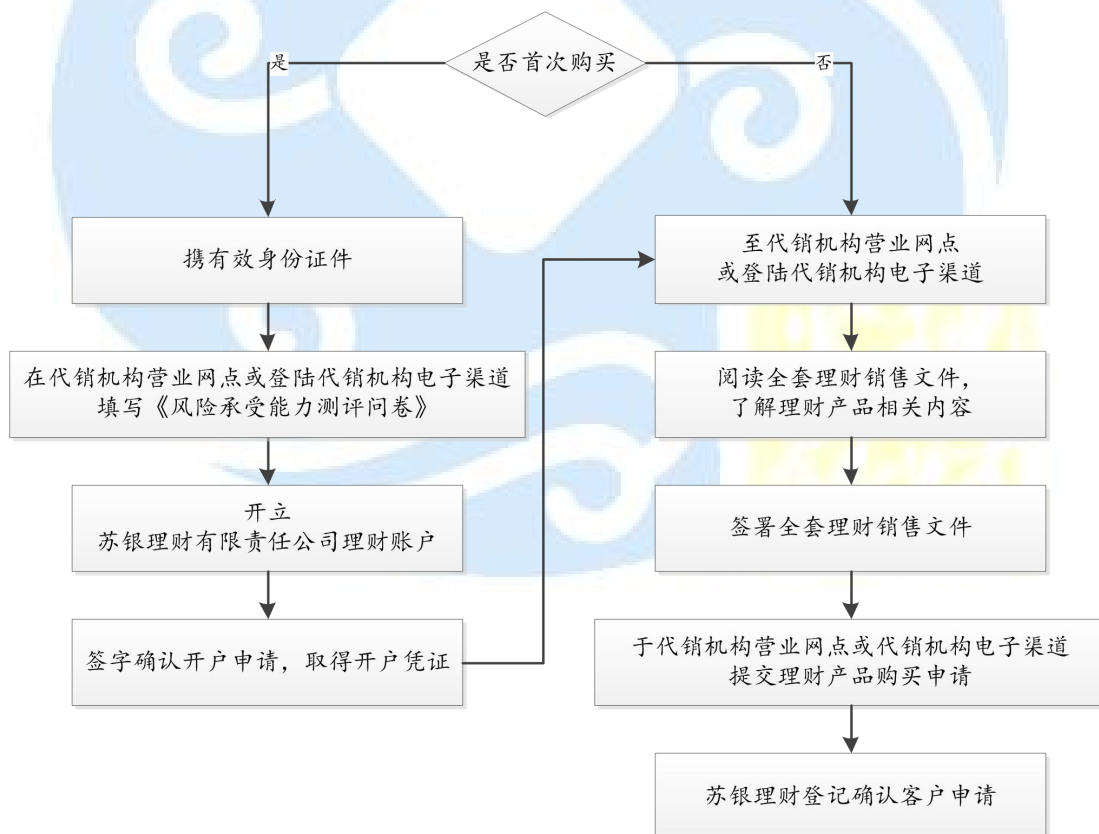 是否首次购买
是
否
携有效身份证件
在代销机构营业网点或登陆代销机构电子渠道
填写《风险承受能力测评问卷》
开立
苏银理财有限责任公司理财账户
签字确认开户申请，取得开户凭证
至代销机构营业网点
或登陆代销机构电子渠道
阅读全套理财销售文件，
了解理财产品相关内容
签署全套理财销售文件
于代销机构营业网点或代销机构电子渠道
提交理财产品购买申请
苏银理财登记确认客户申请